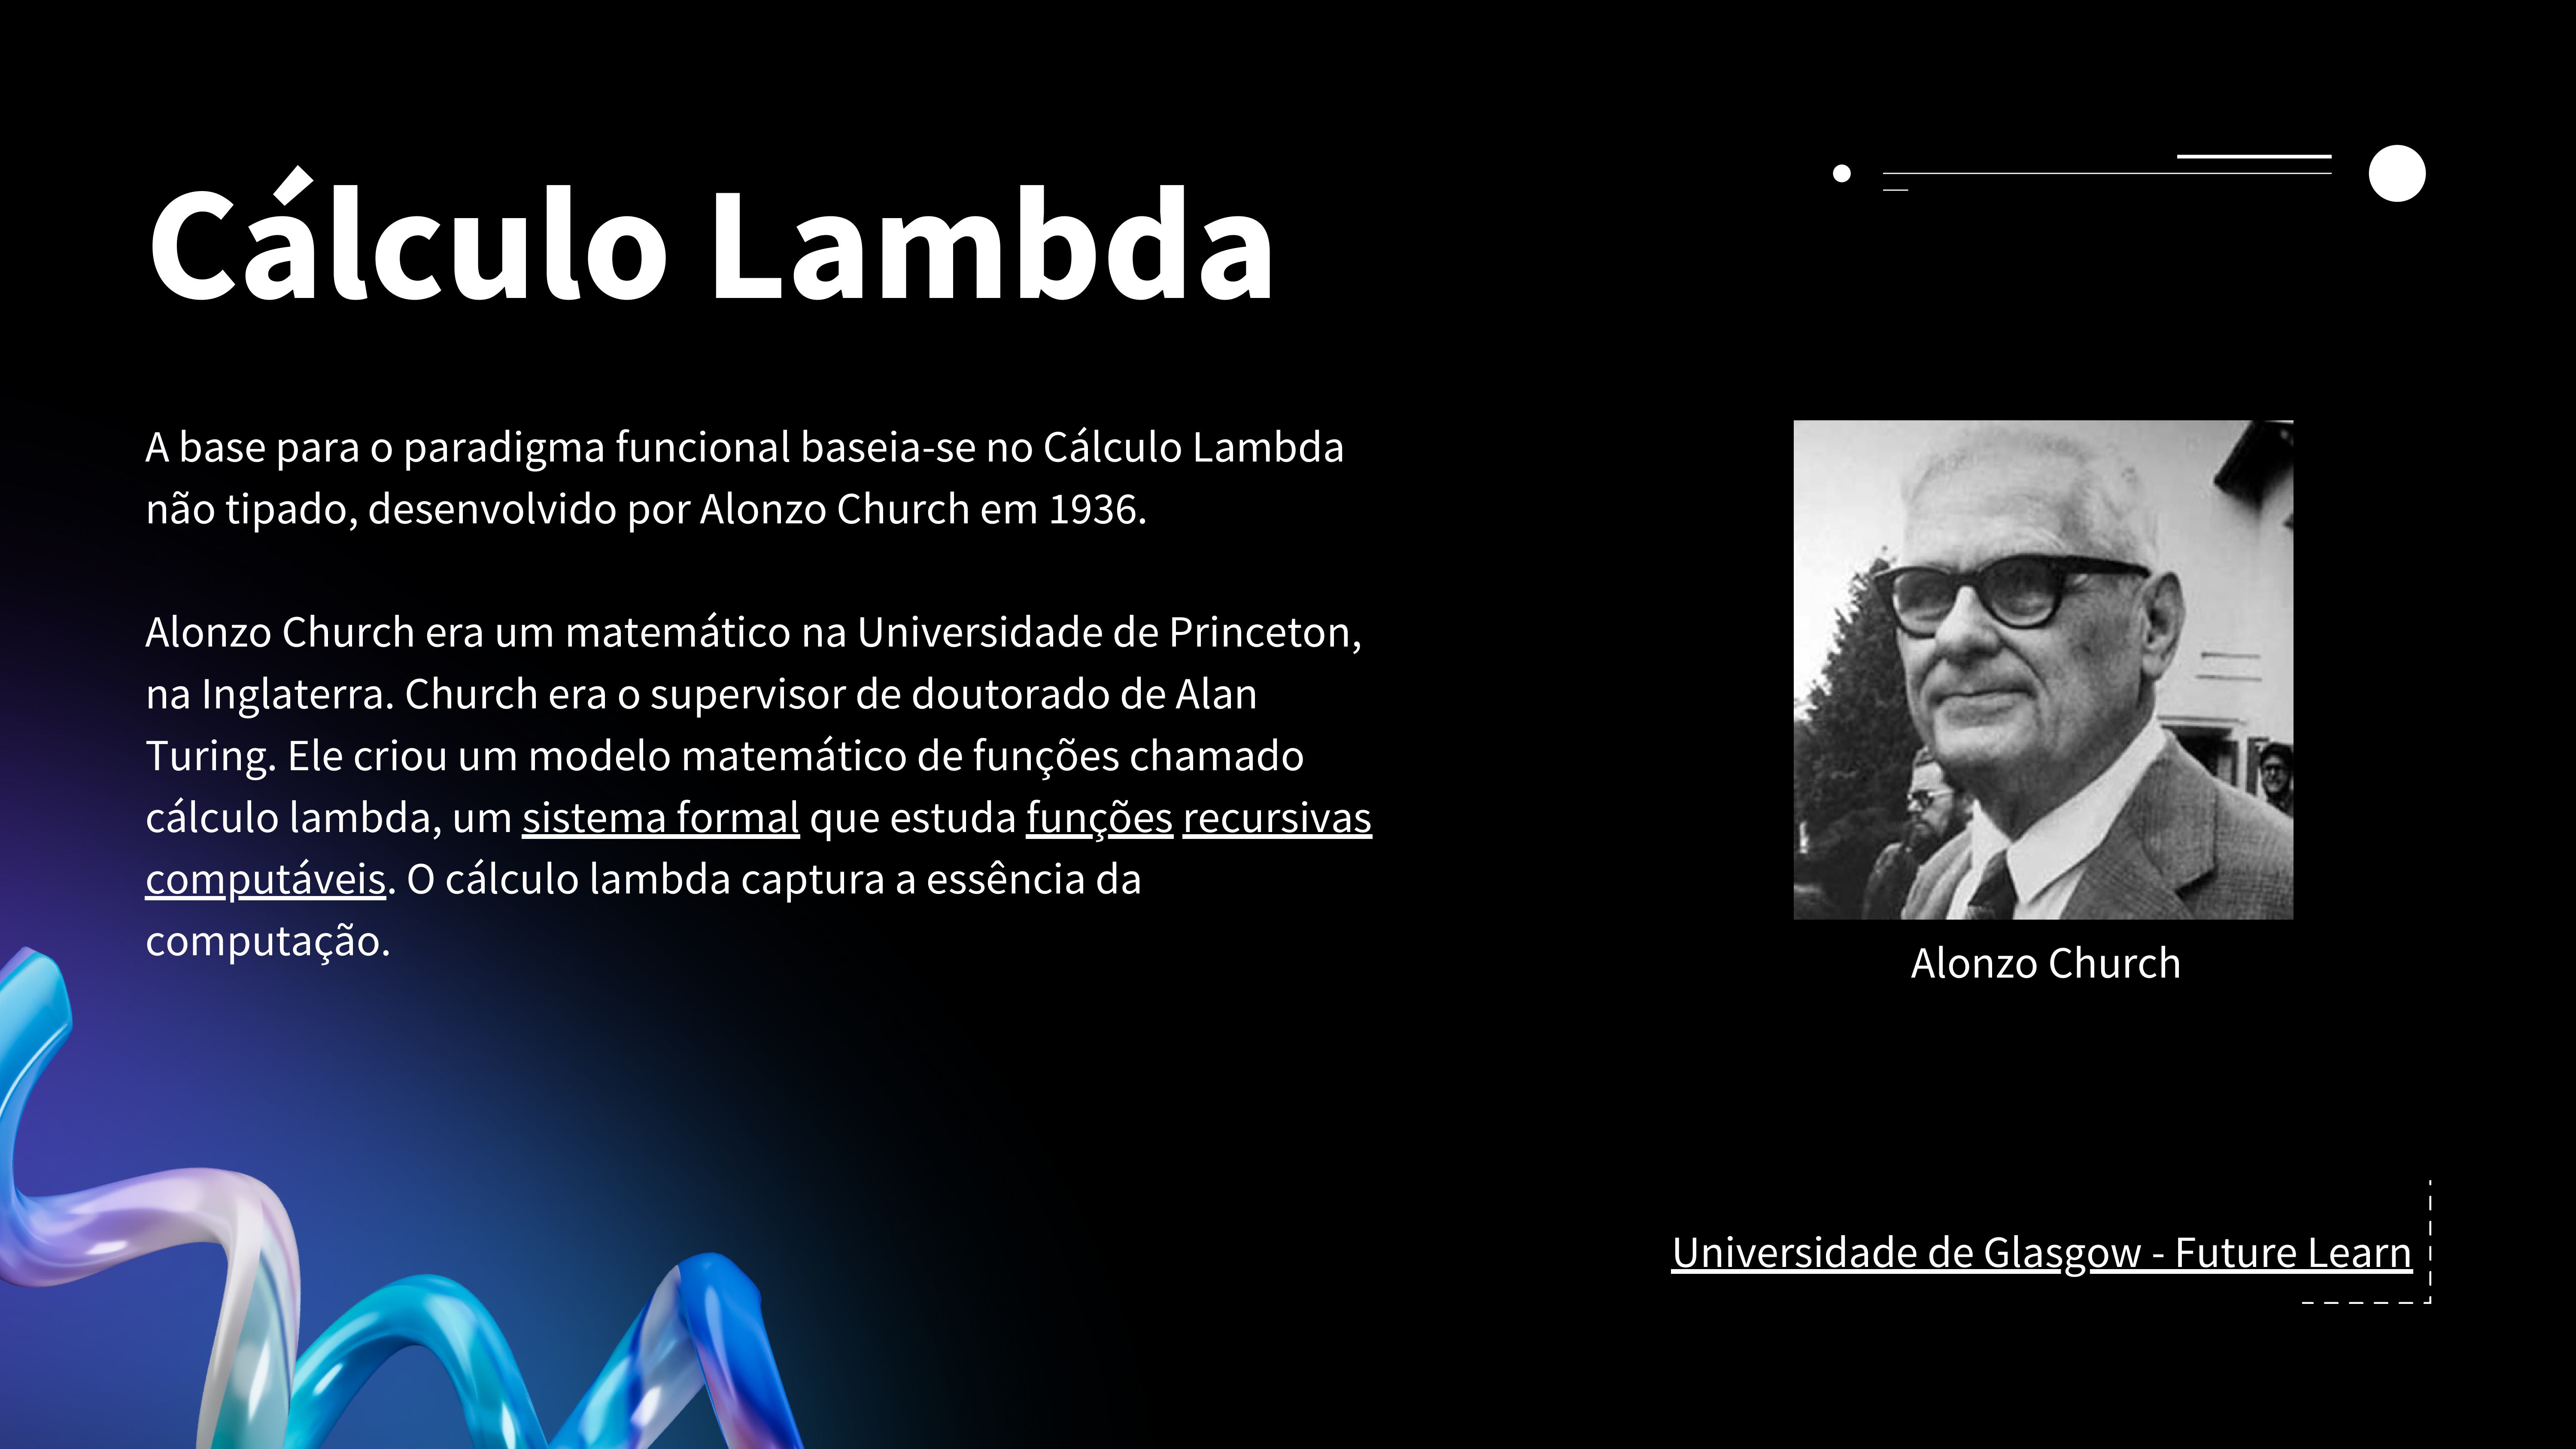 Cálculo Lambda
A base para o paradigma funcional baseia-se no Cálculo Lambda
não tipado, desenvolvido por Alonzo Church em 1936.
Alonzo Church era um matemático na Universidade de Princeton,
na Inglaterra. Church era o supervisor de doutorado de Alan
Turing. Ele criou um modelo matemático de funções chamado
cálculo lambda, um sistema formal que estuda funções recursivas
computáveis. O cálculo lambda captura a essência da
computação.
Alonzo Church
Universidade de Glasgow - Future Learn